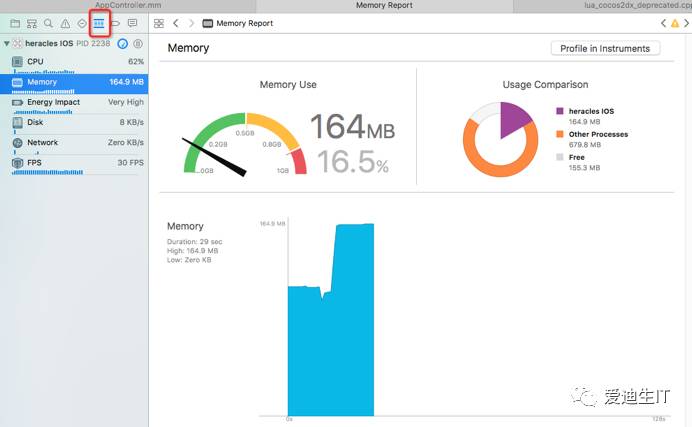 AppController.mm
Memory Report
lua_cocos2dx_deprecated.cpp
Memory Report
heracles IOS PID 2238
CPU 62%
Memory 164.9 MB
Energy Impact Very High
Disk 8 KB/s
Network Zero KB/s
FPS 30 FPS
Memory
Profile in Instruments
Memory Use
0GB
0.2GB
0.5GB
0.8GB
1GB
164MB
16.5%
Usage Comparison
heracles IOS
164.9 MB
Other Processes
679.8 MB
Free
155.3 MB
Memory
Duration: 29 sec
High: 164.9 MB
Low: Zero KB
164.9 MB
0s
128s
爱迪生IT